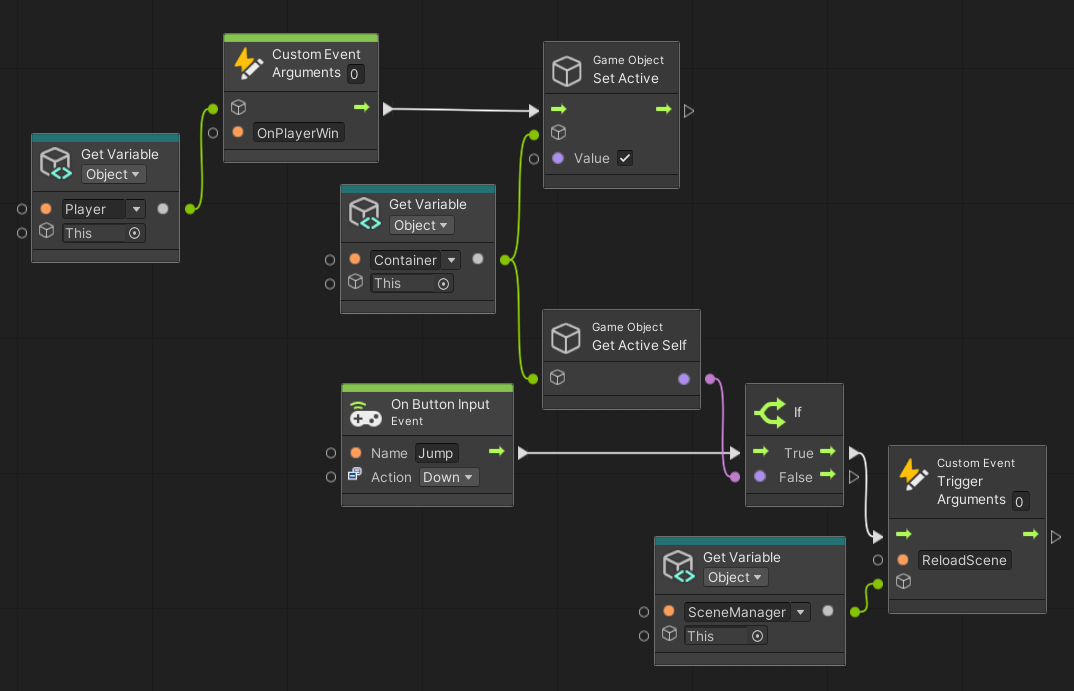 Custom Event
Arguments 0
OnPlayerWin
Game Object
Set Active
Value
Get Variable
Object
Player
This
Get Variable
Object
Container
This
Game Object
Get Active Self
On Button Input
Event
Name Jump
Action Down
If
True
False
Custom Event
Trigger
Arguments 0
ReloadScene
Get Variable
Object
SceneManager
This